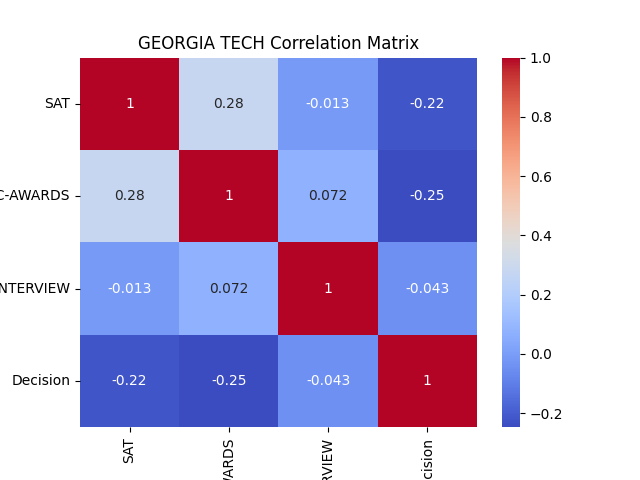 GEORGIA TECH Correlation Matrix
SAT 1 0.28 -0.013 -0.22
C-AWARDS 0.28 1 0.072 -0.25
NTERVIEW -0.013 0.072 1 -0.043
Decision -0.22 -0.25 -0.043 1
SAT
WARDS
RVIEW
cision
1.0
0.8
0.6
0.4
0.2
0.0
−0.2